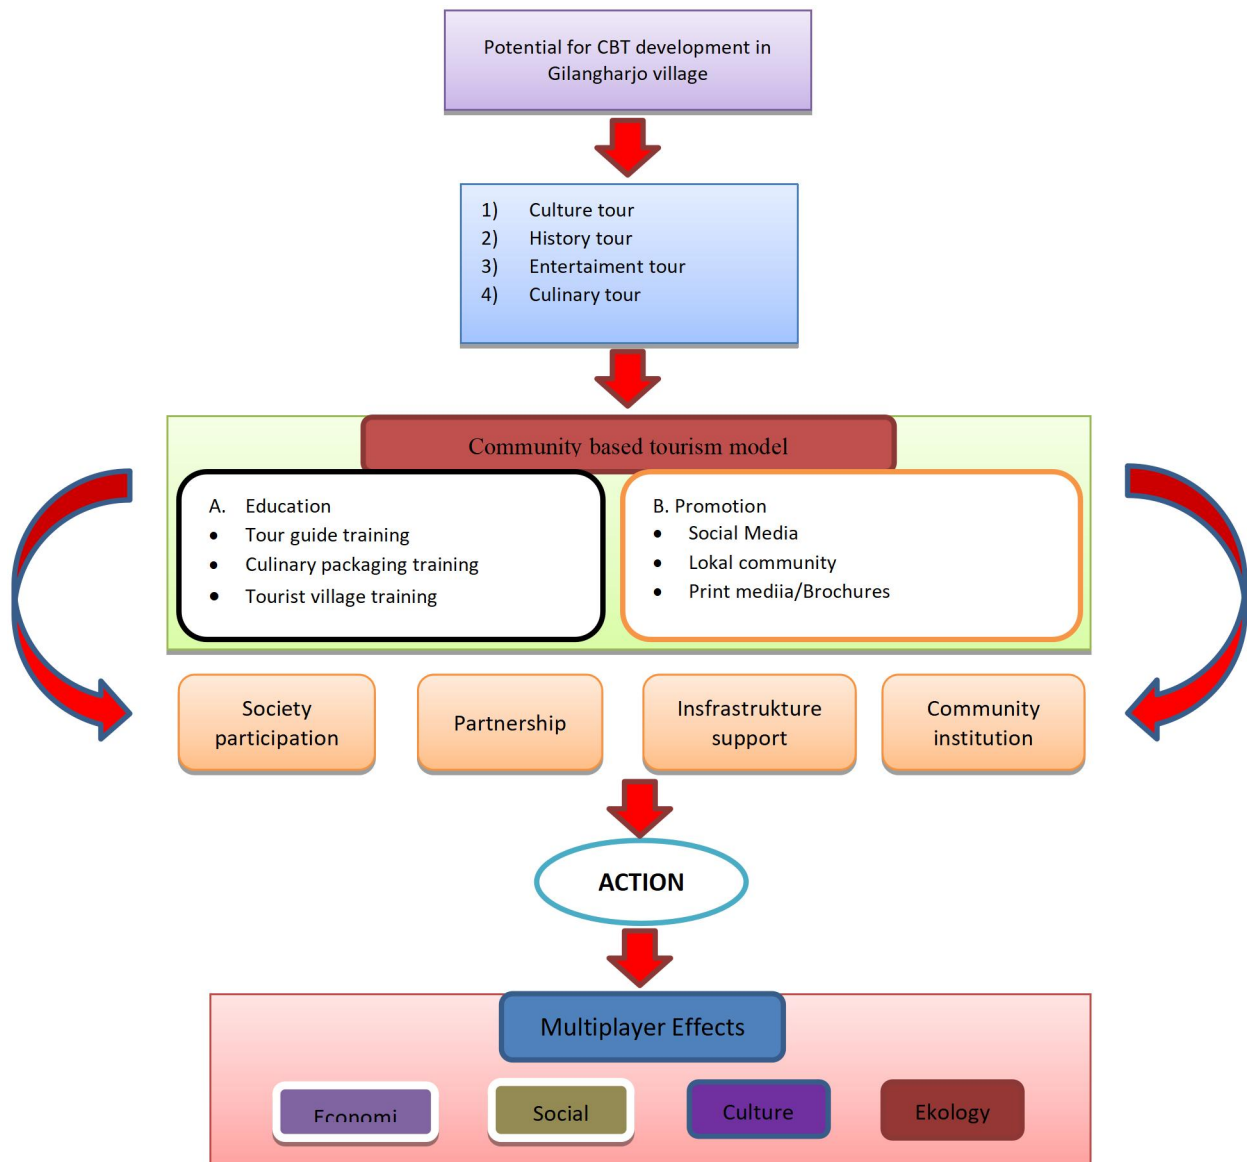 Potential for CBT development in
Gilangharjo village
1) Culture tour
2) History tour
3) Entertaiment tour
4) Culinary tour
Community based tourism model
A. Education
• Tour guide training
• Culinary packaging training
• Tourist village training
B. Promotion
• Social Media
• Lokal community
• Print mediia/Brochures
Society
participation
Partnership
Insfrastrukture
support
Community
institution
ACTION
Multiplayer Effects
Economi
Social
Culture
Ekology